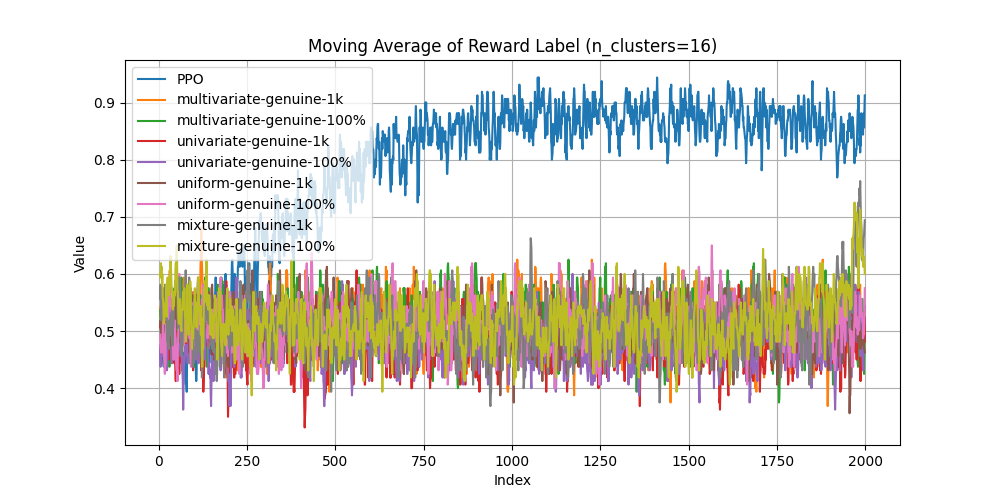 Moving Average of Reward Label (n_clusters=16)
PPO
multivariate-genuine-1k
multivariate-genuine-100%
univariate-genuine-1k
univariate-genuine-100%
uniform-genuine-1k
uniform-genuine-100%
mixture-genuine-1k
mixture-genuine-100%
Value
0.9
0.8
0.7
0.6
0.5
0.4
0 250 500 750 1000 1250 1500 1750 2000
Index